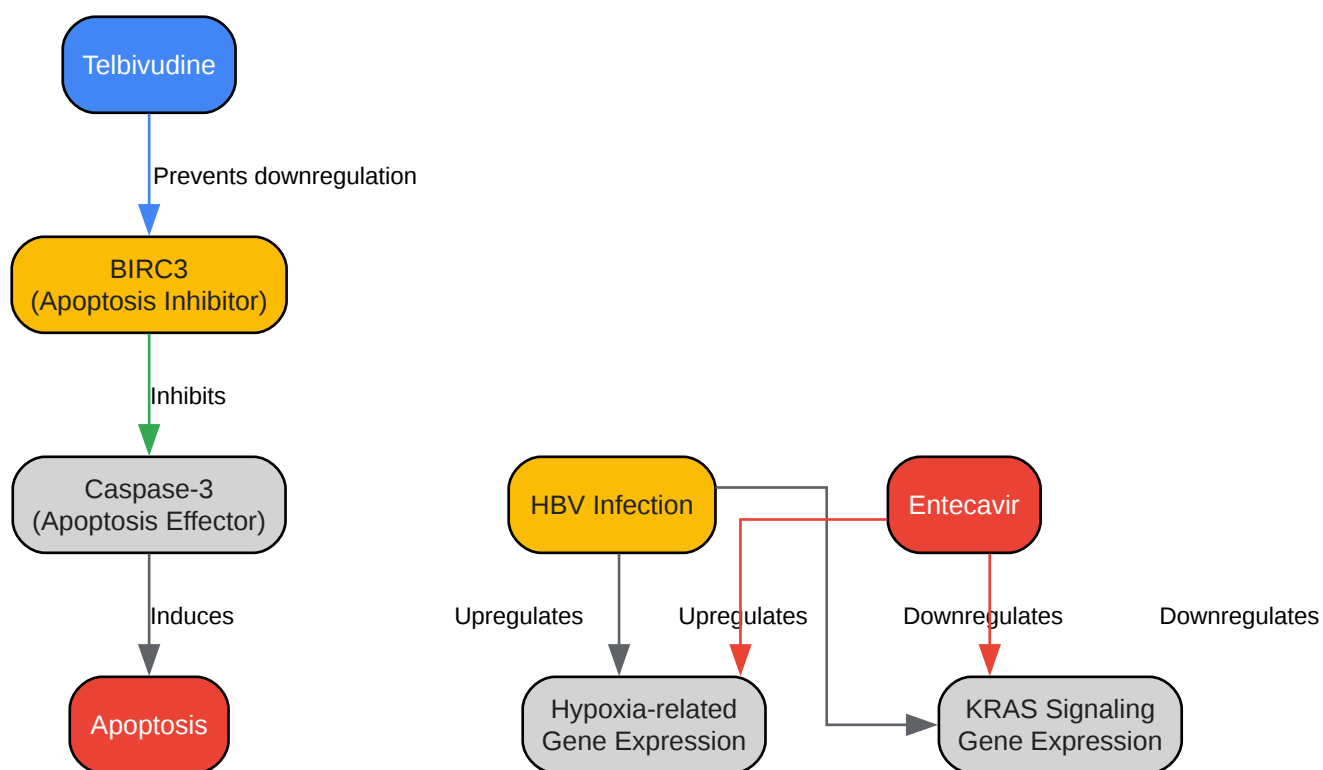 Telbivudine
Prevents downregulation
BIRC3
(Apoptosis Inhibitor)
Inhibits
Caspase-3
(Apoptosis Effector)
HBV Infection
Entecavir
Induces
Upregulates
Upregulates
Downregulates
Downregulates
Apoptosis
Hypoxia-related
Gene Expression
KRAS Signaling
Gene Expression